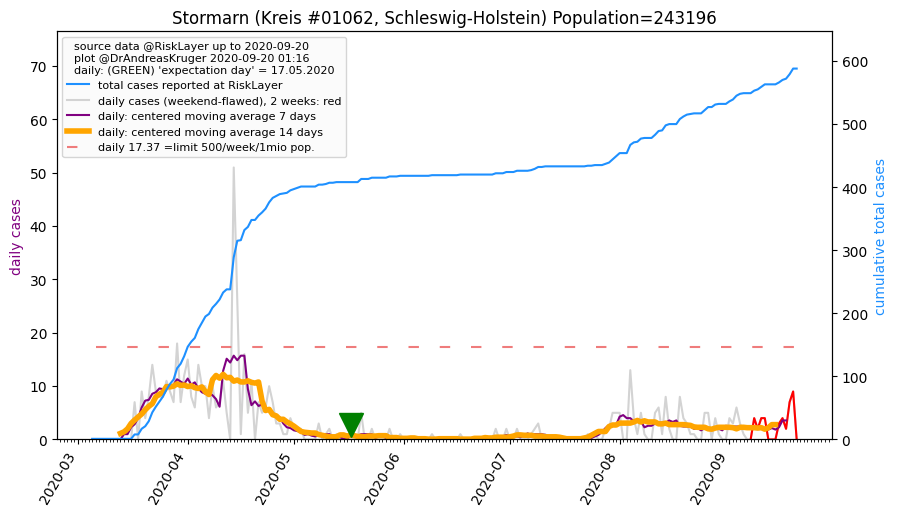 Stormarn (Kreis #01062, Schleswig-Holstein) Population=243196
source data @RiskLayer up to 2020-09-20
plot @DrAndreasKruger 2020-09-20 01:16
daily: (GREEN) 'expectation day' = 17.05.2020
total cases reported at RiskLayer
daily cases (weekend-flawed), 2 weeks: red
daily: centered moving average 7 days
daily: centered moving average 14 days
daily 17.37 =limit 500/week/1mio pop.
daily cases
70
60
50
40
30
20
10
0
cumulative total cases
600
500
400
300
200
100
0
2020-03
2020-04
2020-05
2020-06
2020-07
2020-08
2020-09